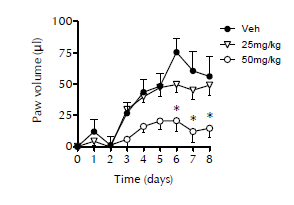 100
75
50
25
0
Paw volume (µl)
0 1 2 3 4 5 6 7 8
Time (days)
Veh
25mg/kg
50mg/kg
* * *